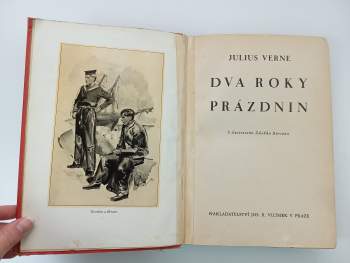 JULIUS VERNE
DVA ROKY
PRÁZDNIN
NAKLADATELSTVÍ JOS. R. VILÍMEK V PRAZE